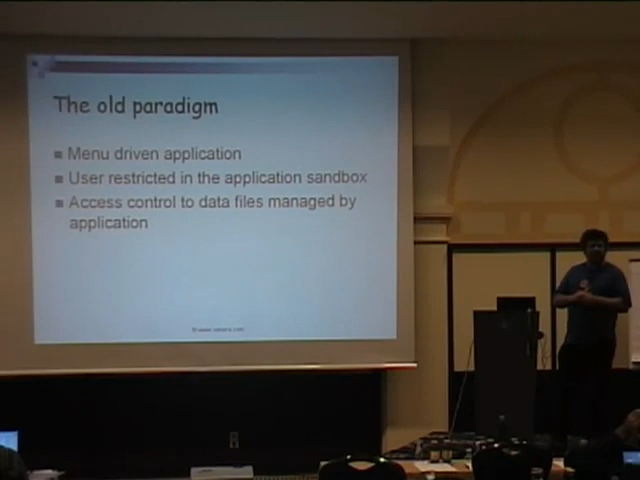 The old paradigm
Menu driven application
User restricted in the application sandbox
Access control to data files managed by
application